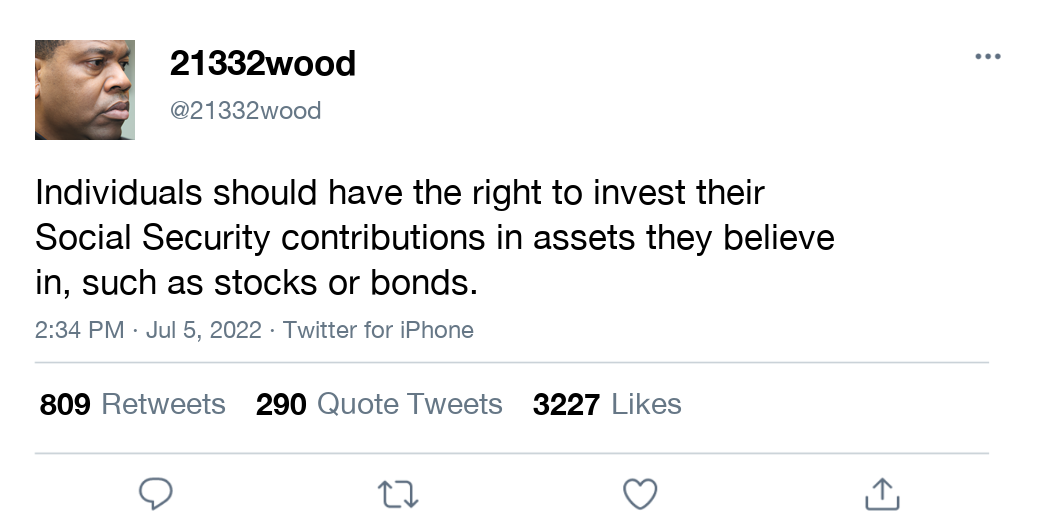 21332wood
@21332wood
Individuals should have the right to invest their
Social Security contributions in assets they believe
in, such as stocks or bonds.
2:34 PM · Jul 5, 2022 · Twitter for iPhone
809 Retweets 290 Quote Tweets 3227 Likes